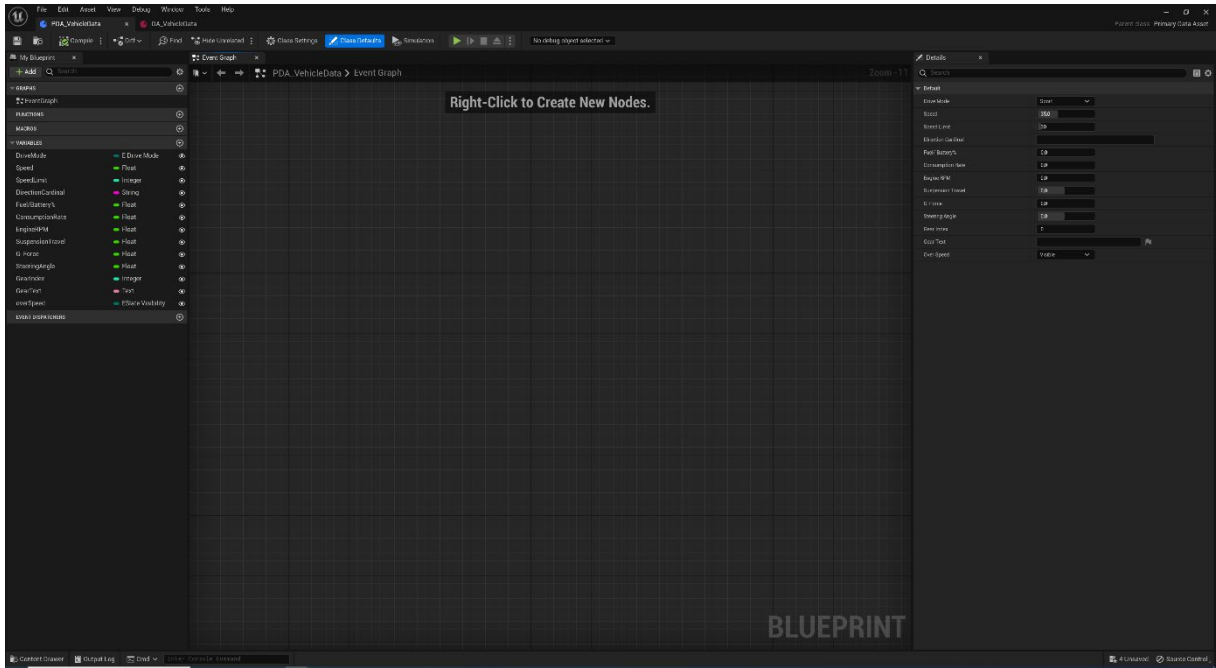 File Edit Asset View Debug Window Tools Help
PDA_VehicleData × DA_VehicleData
Parent class: Primary Data Asset
Compile Diff Find Hide Unrelated Class Settings Class Defaults Simulation No debug object selected
My Blueprint × Event Graph × Details ×
+ Add Search
PDA_VehicleData > Event Graph
Zoom -11
Search
GRAPHS
EventGraph
FUNCTIONS
MACROS
VARIABLES
DriveMode E Drive Mode
Speed Float
SpeedLimit Integer
DirectionCardinal String
Fuel/Battery% Float
ConsumptionRate Float
EngineRPM Float
SuspensionTravel Float
G Force Float
SteeringAngle Float
GearIndex Integer
GearText Text
overSpeed ESlate Visibility
EVENT DISPATCHERS
Right-Click to Create New Nodes.
BLUEPRINT
Default
Drive Mode Sport
Speed
Speed Limit
Direction Cardinal
Fuel/ Battery% 0,0
Consumption Rate 0,0
Engine RPM 0,0
Suspension Travel 0,0
G Force 0,0
Steering Angle 0,0
Gear Index 0
Gear Text
Over Speed Visible
Content Drawer Output Log Cmd Enter Console Command
4 Unsaved Source Control